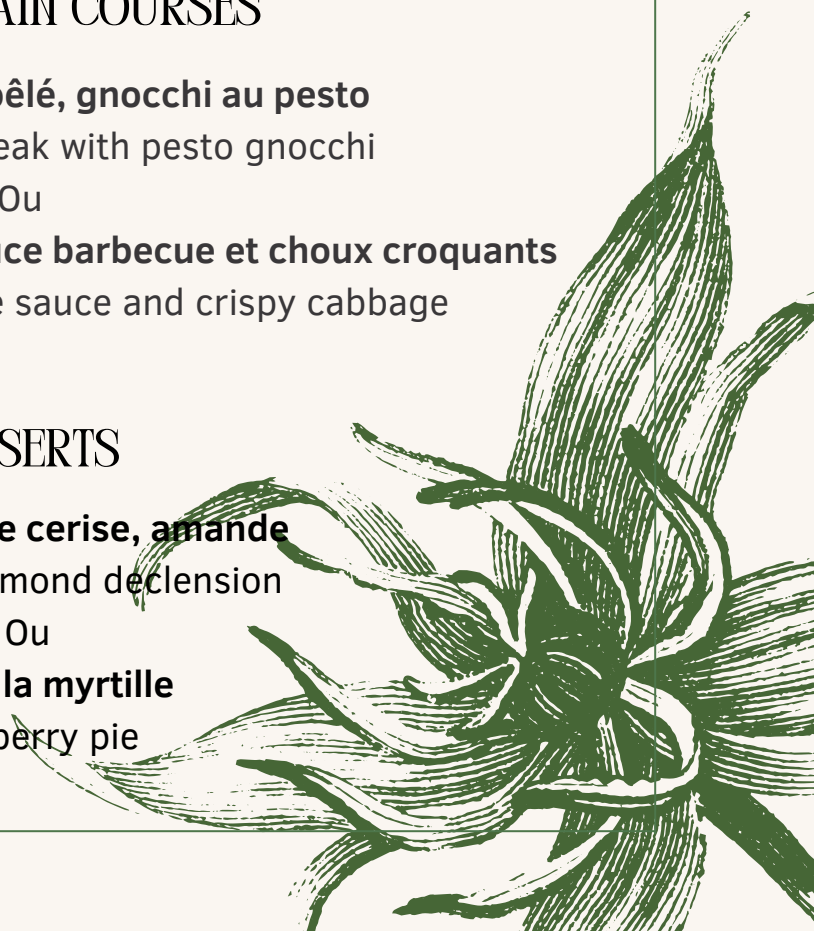 AIN COURSES
oêlé, gnocchi au pesto
eak with pesto gnocchi
Ou
uce barbecue et choux croquants
e sauce and crispy cabbage
SERTS
e cerise, amande
mond declension
Ou
la myrtille
berry pie